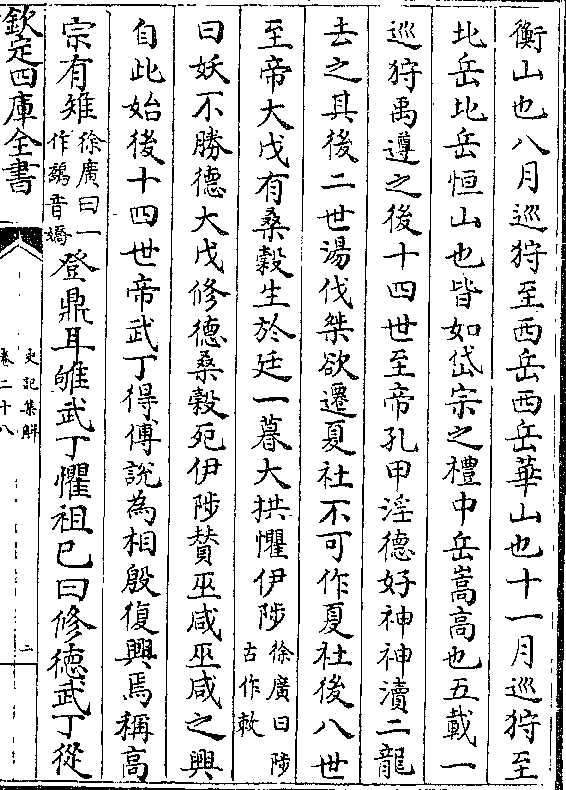 衡山也八月巡狩至西岳西岳華山也十一月巡狩至
北岳北岳恒山也皆如岱宗之禮中岳嵩高也五載一
巡狩禹遵之後十四世至帝孔甲淫德好神神瀆二龍
去之其後二世湯伐桀欲遷夏社不可作夏社後八世
至帝大戊有桑榖生於廷一暮大拱懼伊陟徐廣曰陟
古作敕
曰妖不勝德大戊修德桑榖死伊陟賛巫咸巫咸之興
自此始後十四世帝武丁得傅說為相殷復興焉稱高
宗有雉徐廣曰一
作鷂音嬌登鼎耳雊武丁懼祖已曰修德武丁從
欽定四庫全書
史記集解
卷二十八
二